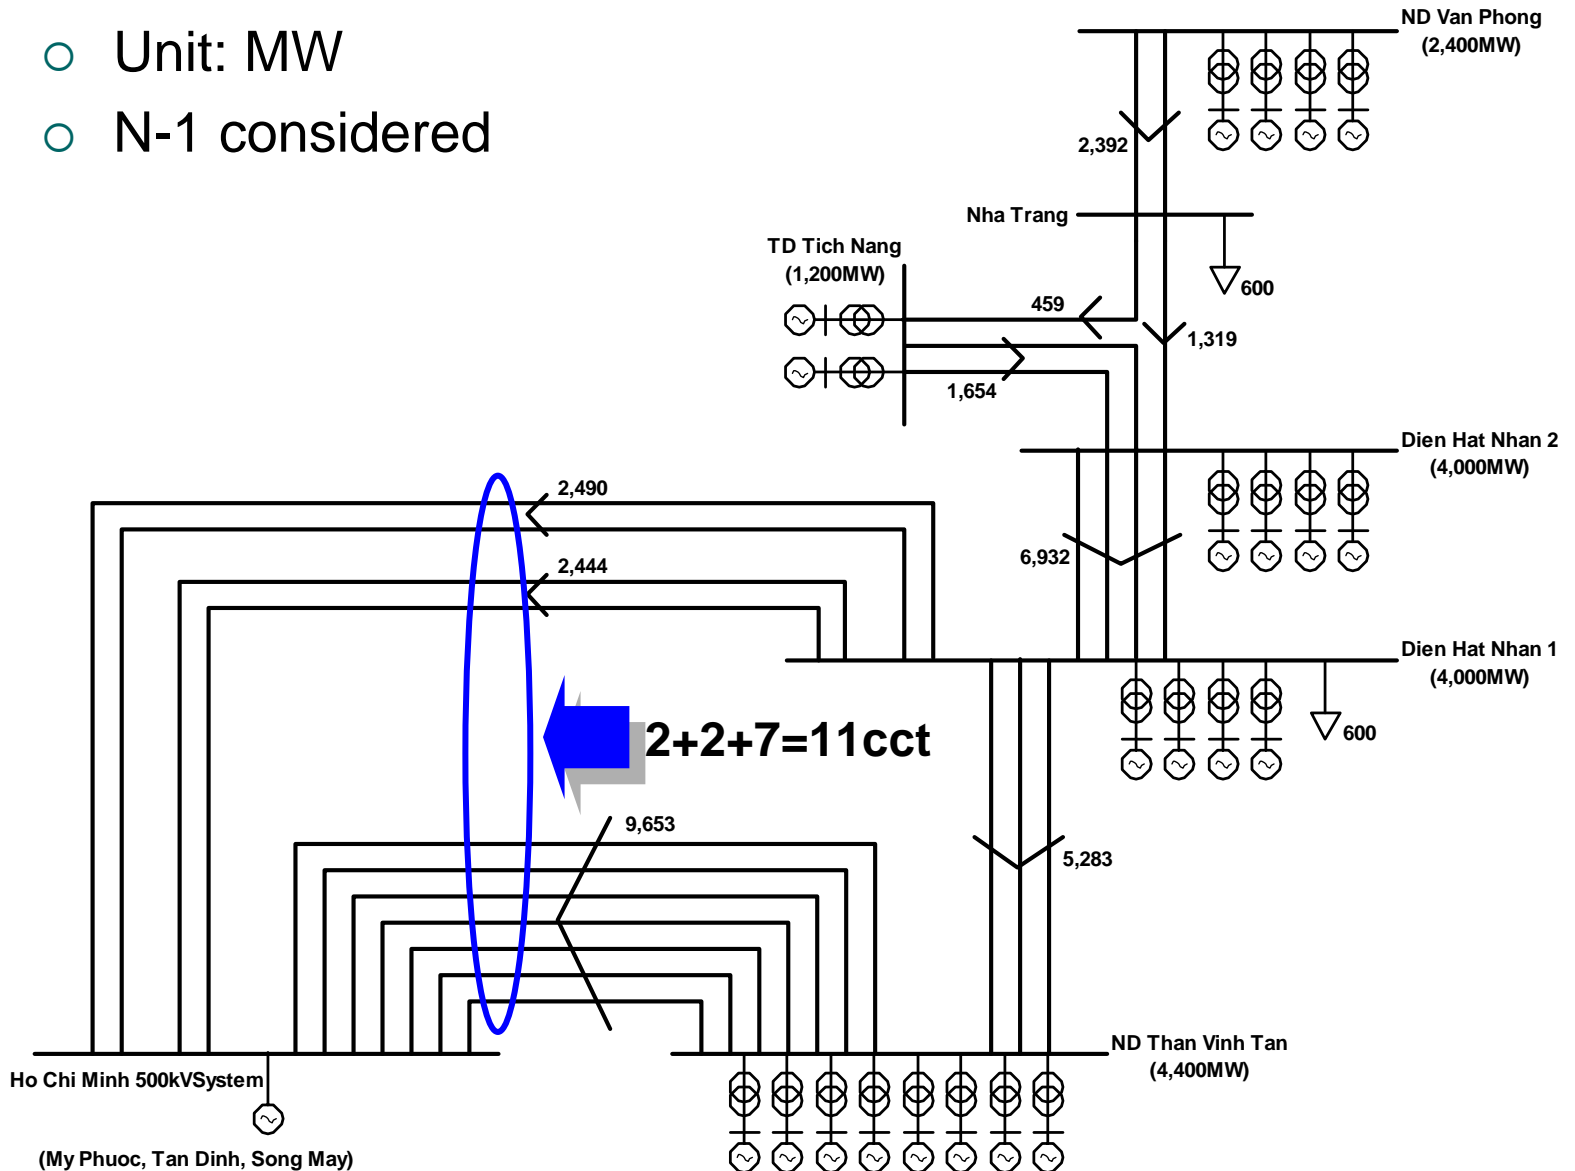 Unit: MW
N-1 considered
ND Van Phong
(2,400MW)
2,392
Nha Trang
600
TD Tich Nang
(1,200MW)
459
1,319
1,654
Dien Hat Nhan 2
(4,000MW)
2,490
2,444
6,932
Dien Hat Nhan 1
(4,000MW)
600
2+2+7=11cct
9,653
5,283
ND Than Vinh Tan
(4,400MW)
Ho Chi Minh 500kVSystem
(My Phuoc, Tan Dinh, Song May)